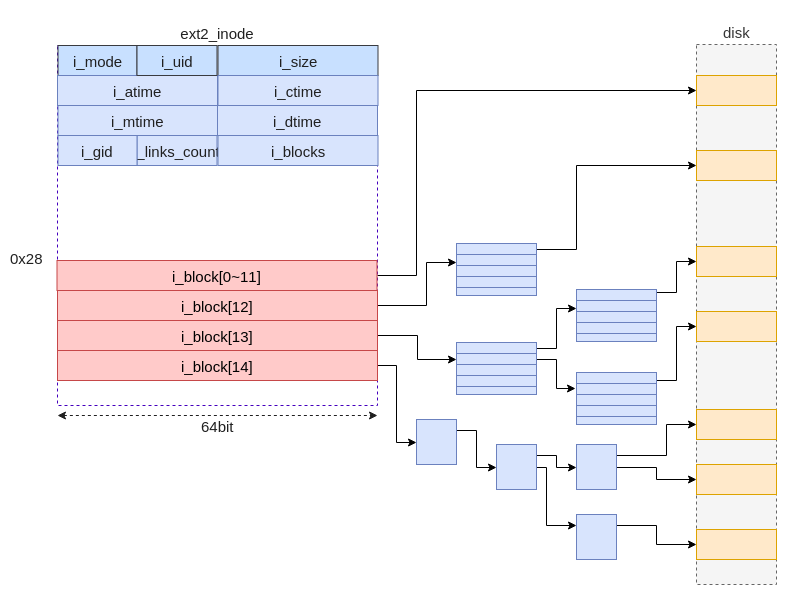 ext2_inode
disk
i_mode
i_uid
i_size
i_atime
i_ctime
i_mtime
i_dtime
i_gid
_links_count
i_blocks
0x28
i_block[0~11]
i_block[12]
i_block[13]
i_block[14]
64bit